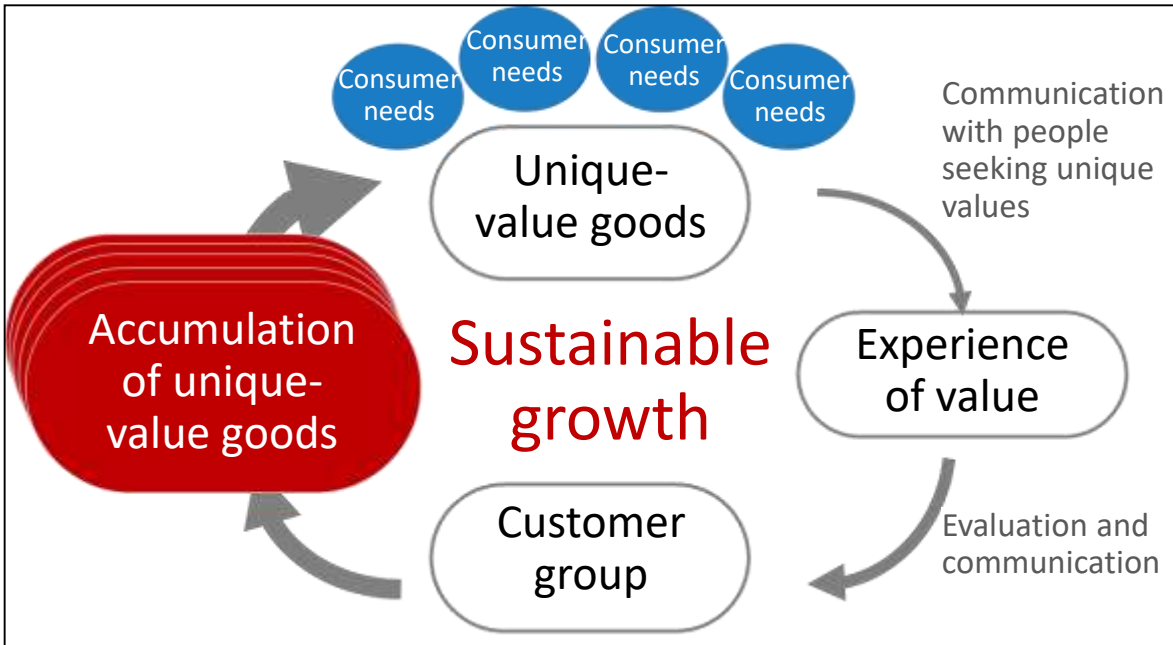 Consumer
needs
Consumer
needs
Consumer
needs
Consumer
needs
Unique-
value goods
Communication
with people
seeking unique
values
Experience
of value
Evaluation and
communication
Customer
group
Accumulation
of unique-
value goods
Sustainable
growth